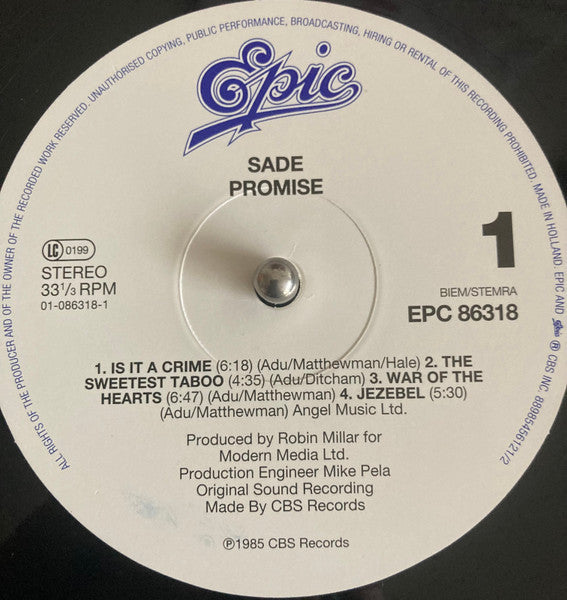 ALL RIGHTS OF THE PRODUCER AND OF THE OWNER OF THE RECORDED WORK RESERVED. UNAUTHORISED COPYING, PUBLIC PERFORMANCE, BROADCASTING, HIRING OR RENTAL OF THIS RECORDING PROHIBITED. MADE IN HOLLAND. EPIC AND Epic ® CBS INC. 88985456121/2
Epic
SADE
PROMISE
1
LC 0199
STEREO
33 1/3 RPM
01-086318-1
BIEM/STEMRA
EPC 86318
1. IS IT A CRIME (6:18) (Adu/Matthewman/Hale) 2. THE
SWEETEST TABOO (4:35) (Adu/Ditcham) 3. WAR OF THE
HEARTS (6:47) (Adu/Matthewman) 4. JEZEBEL (5:30)
(Adu/Matthewman) Angel Music Ltd.
Produced by Robin Millar for
Modern Media Ltd.
Production Engineer Mike Pela
Original Sound Recording
Made By CBS Records
℗1985 CBS Records